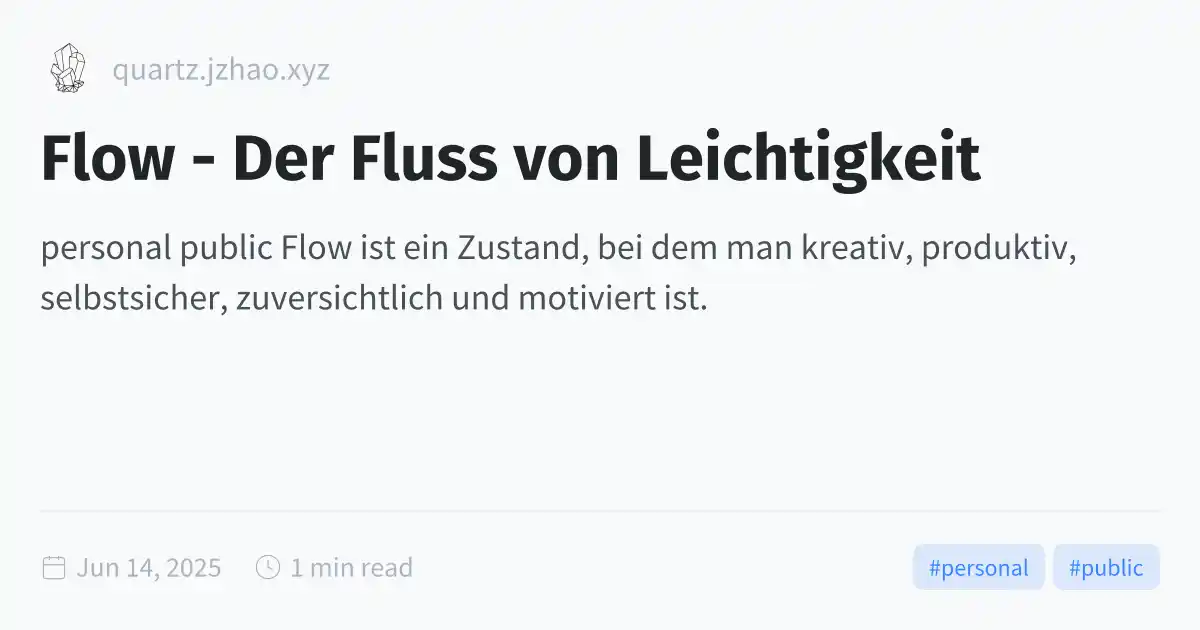 quartz.jzhao.xyz
Flow - Der Fluss von Leichtigkeit
personal public Flow ist ein Zustand, bei dem man kreativ, produktiv,
selbstsicher, zuversichtlich und motiviert ist.
Jun 14, 2025 1 min read #personal #public